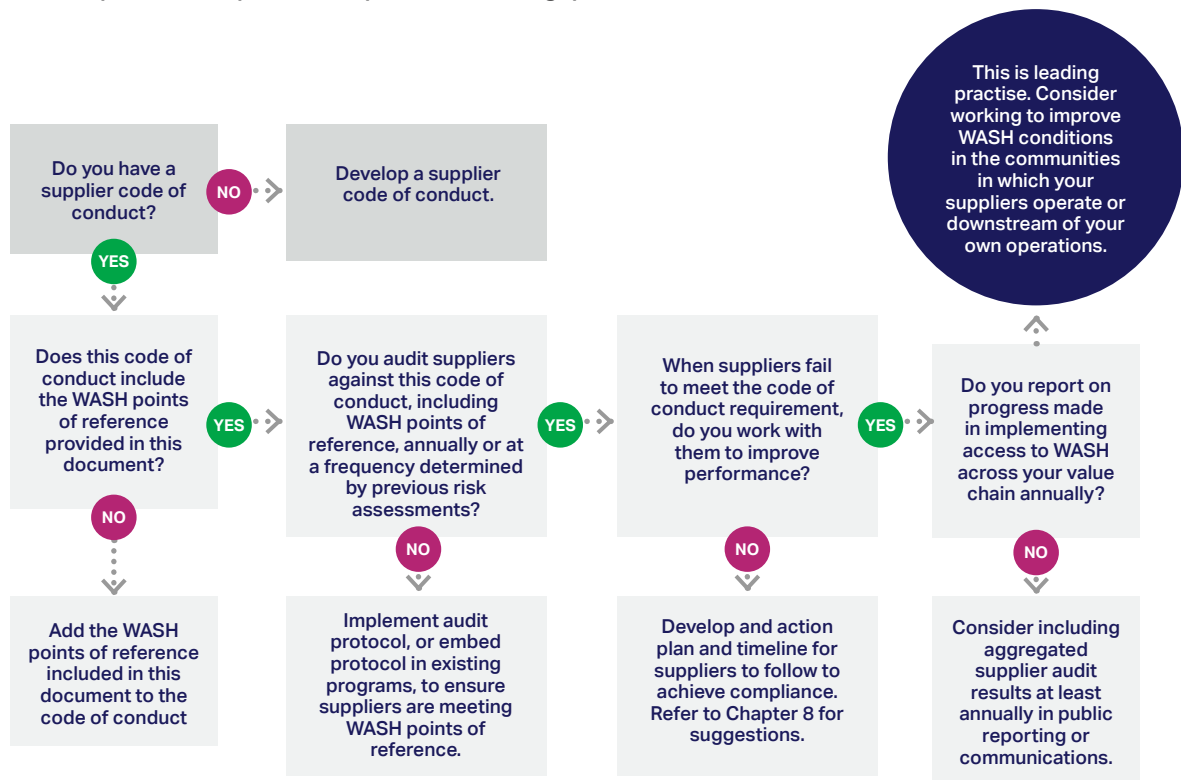 Do you have a
supplier code of
conduct?
NO
Develop a supplier
code of conduct.
This is leading
practise. Consider
working to improve
WASH conditions
in the communities
in which your
suppliers operate or
downstream of your
own operations.
YES
Does this code of
conduct include
the WASH points
of reference
provided in this
document?
YES
Do you audit suppliers
against this code of
conduct, including
WASH points of
reference, annually or at
a frequency determined
by previous risk
assessments?
YES
When suppliers fail
to meet the code of
conduct requirement,
do you work with
them to improve
performance?
YES
Do you report on
progress made
in implementing
access to WASH
across your value
chain annually?
NO
NO
NO
NO
Add the WASH
points of reference
included in this
document to the
code of conduct
Implement audit
protocol, or embed
protocol in existing
programs, to ensure
suppliers are meeting
WASH points of
reference.
Develop and action
plan and timeline for
suppliers to follow to
achieve compliance.
Refer to Chapter 8 for
suggestions.
Consider including
aggregated
supplier audit
results at least
annually in public
reporting or
communications.